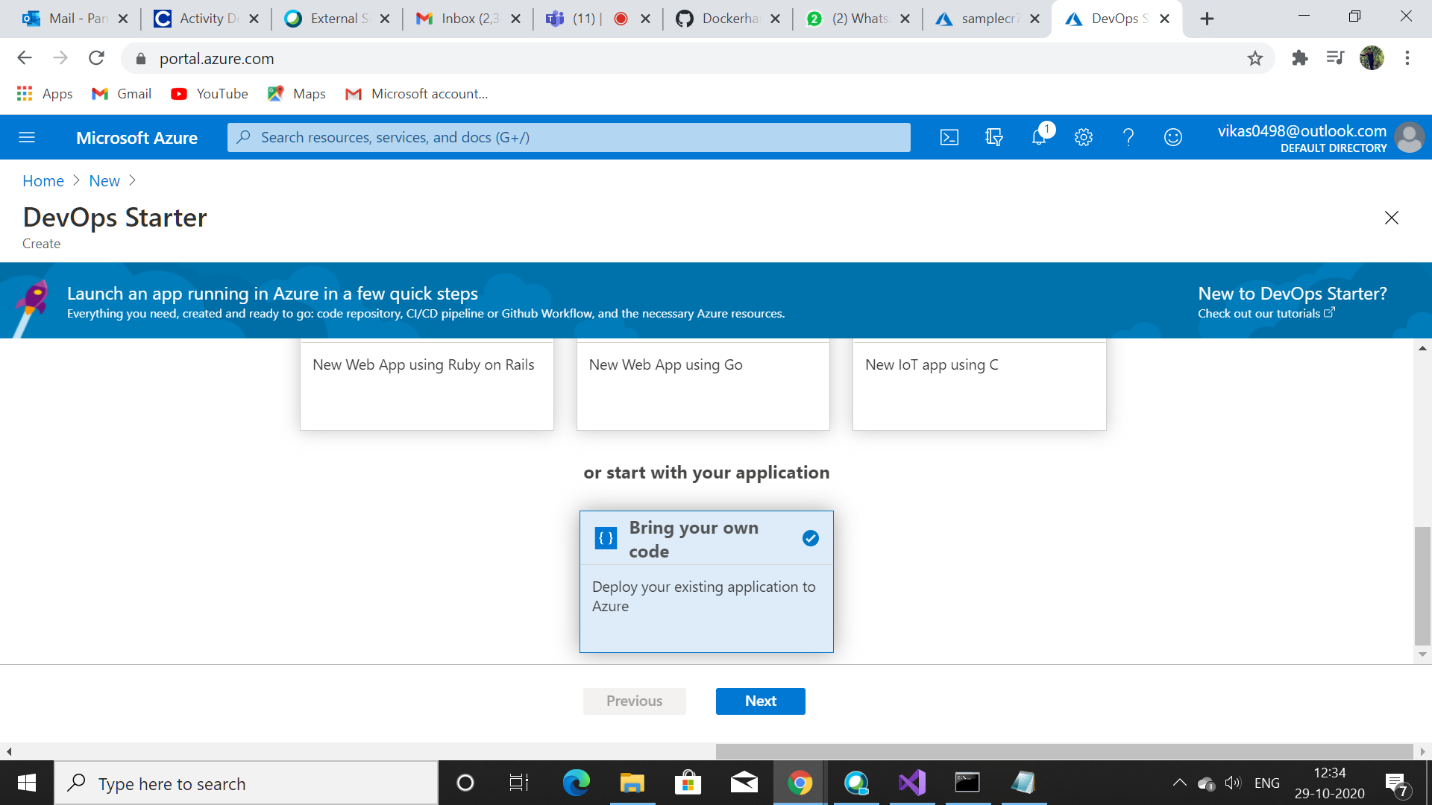 Mail - Pan
Activity D
External S
Inbox (2,3
(11) |
Dockerha
2
(2) Whats
samplecr
DevOps S
portal.azure.com
Apps
Gmail
YouTube
Maps
Microsoft account...
Microsoft Azure
Search resources, services, and docs (G+/)
1
vikas0498@outlook.com
DEFAULT DIRECTORY
Home > New >
DevOps Starter
Create
Launch an app running in Azure in a few quick steps
Everything you need, created and ready to go: code repository, CI/CD pipeline or Github Workflow, and the necessary Azure resources.
New to DevOps Starter?
Check out our tutorials
New Web App using Ruby on Rails
New Web App using Go
New IoT app using C
or start with your application
Bring your own
code
Deploy your existing application to
Azure
Previous
Next
Type here to search
ENG
12:34
29-10-2020
7